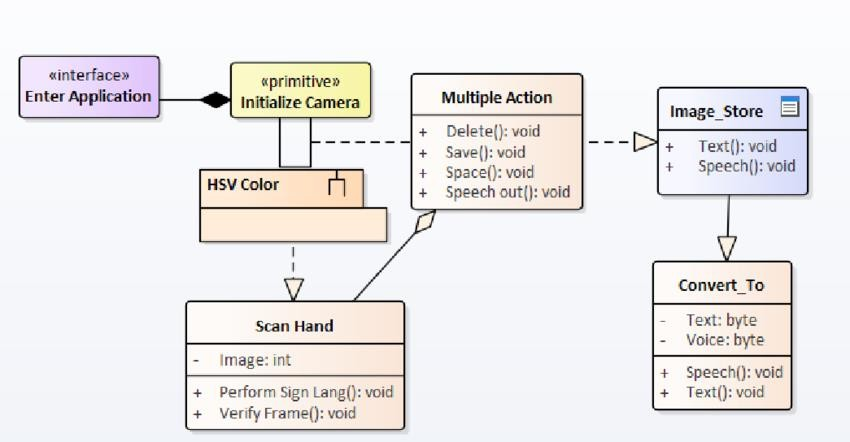 «interface»
Enter Application
«primitive»
Initialize Camera
Multiple Action
+ Delete(): void
+ Save(): void
+ Space(): void
+ Speech out(): void
Image_Store
+ Text(): void
+ Speech(): void
HSV Color
Scan Hand
- Image: int
+ Perform Sign Lang(): void
+ Verify Frame(): void
Convert_To
- Text: byte
- Voice: byte
+ Speech(): void
+ Text(): void